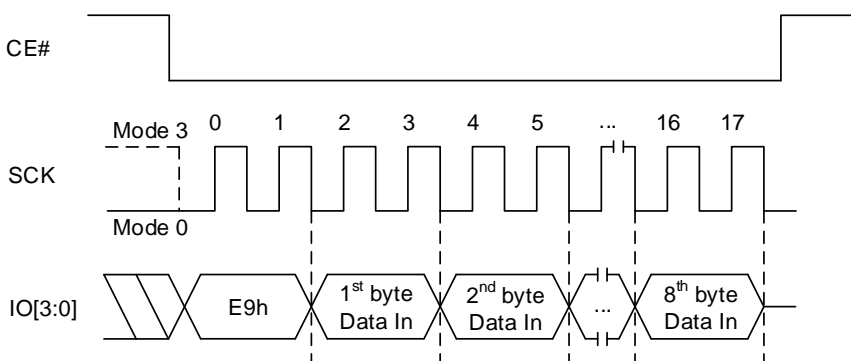 CE#
Mode 3 0 1 2 3 4 5 ... 16 17
SCK
Mode 0
IO[3:0] E9h 1st byte Data In 2nd byte Data In ... 8th byte Data In